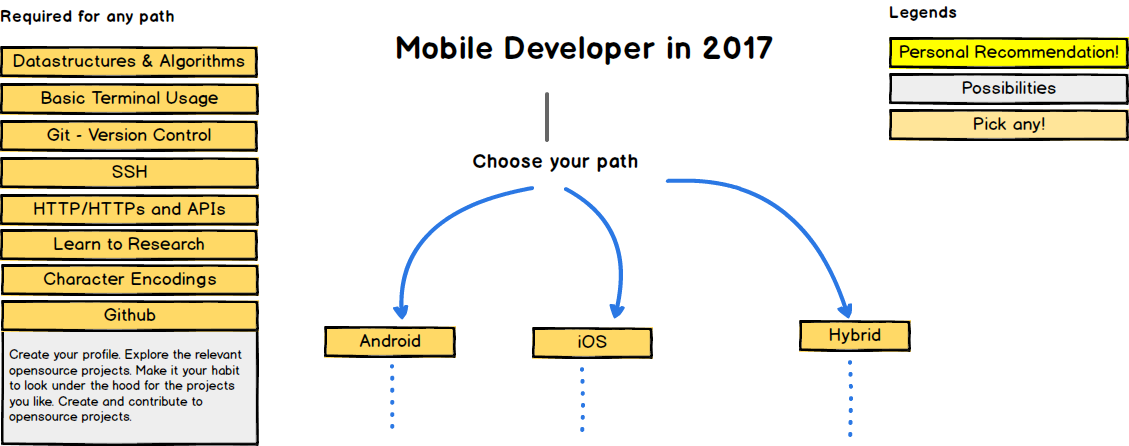 Required for any path
Datastructures & Algorithms
Basic Terminal Usage
Git - Version Control
SSH
HTTP/HTTPs and APIs
Learn to Research
Character Encodings
Github
Create your profile. Explore the relevant
opensource projects. Make it your habit
to look under the hood for the projects
you like. Create and contribute to
opensource projects.
Mobile Developer in 2017
Choose your path
Android
iOS
Hybrid
Legends
Personal Recommendation!
Possibilities
Pick any!